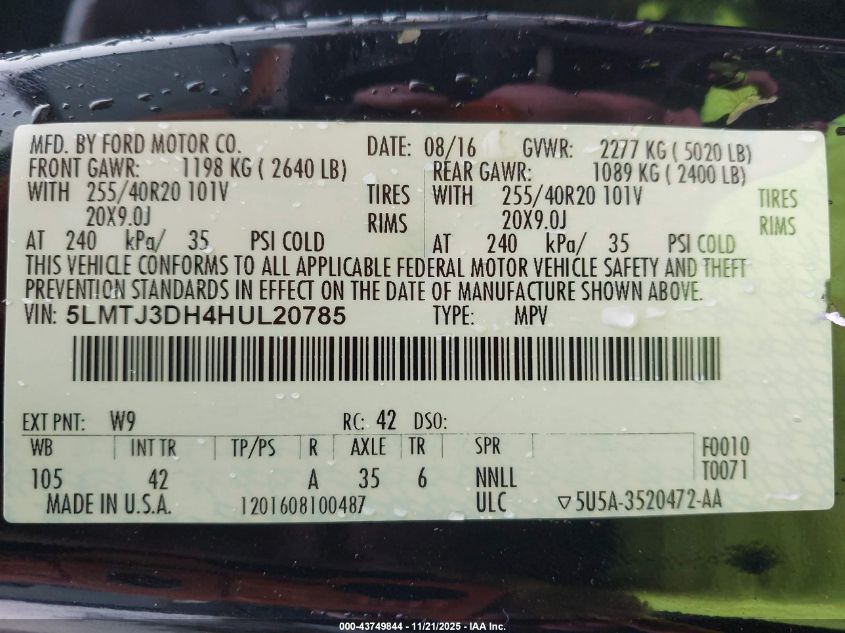 MFD. BY FORD MOTOR CO. DATE: 08/16 GVWR: 2277 KG ( 5020 LB)
FRONT GAWR: 1198 KG ( 2640 LB) REAR GAWR: 1089 KG ( 2400 LB)
WITH 255/40R20 101V TIRES WITH 255/40R20 101V TIRES
20X9.0J RIMS 20X9.0J RIMS
AT 240 kPa/ 35 PSI COLD AT 240 kPa/ 35 PSI COLD
THIS VEHICLE CONFORMS TO ALL APPLICABLE FEDERAL MOTOR VEHICLE SAFETY AND THEFT
PREVENTION STANDARDS IN EFFECT ON THE DATE OF MANUFACTURE SHOWN ABOVE.
VIN: 5LMTJ3DH4HUL20785 TYPE: MPV
EXT PNT: W9 RC: 42 DSO:
WB INT TR TP/PS R AXLE TR SPR F0010
105 42 A 35 6 NNLL T0071
MADE IN U.S.A. 1201608100487 ULC ▽5U5A-3520472-AA
000-43749844 - 11/21/2025 - IAA Inc.